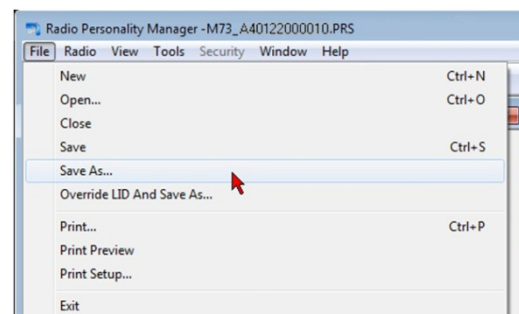 Radio Personality Manager -M73_A40122000010.PRS
File Radio View Tools Security Window Help
New Ctrl+N
Open... Ctrl+O
Close
Save Ctrl+S
Save As...
Override LID And Save As...
Print... Ctrl+P
Print Preview
Print Setup...
Exit